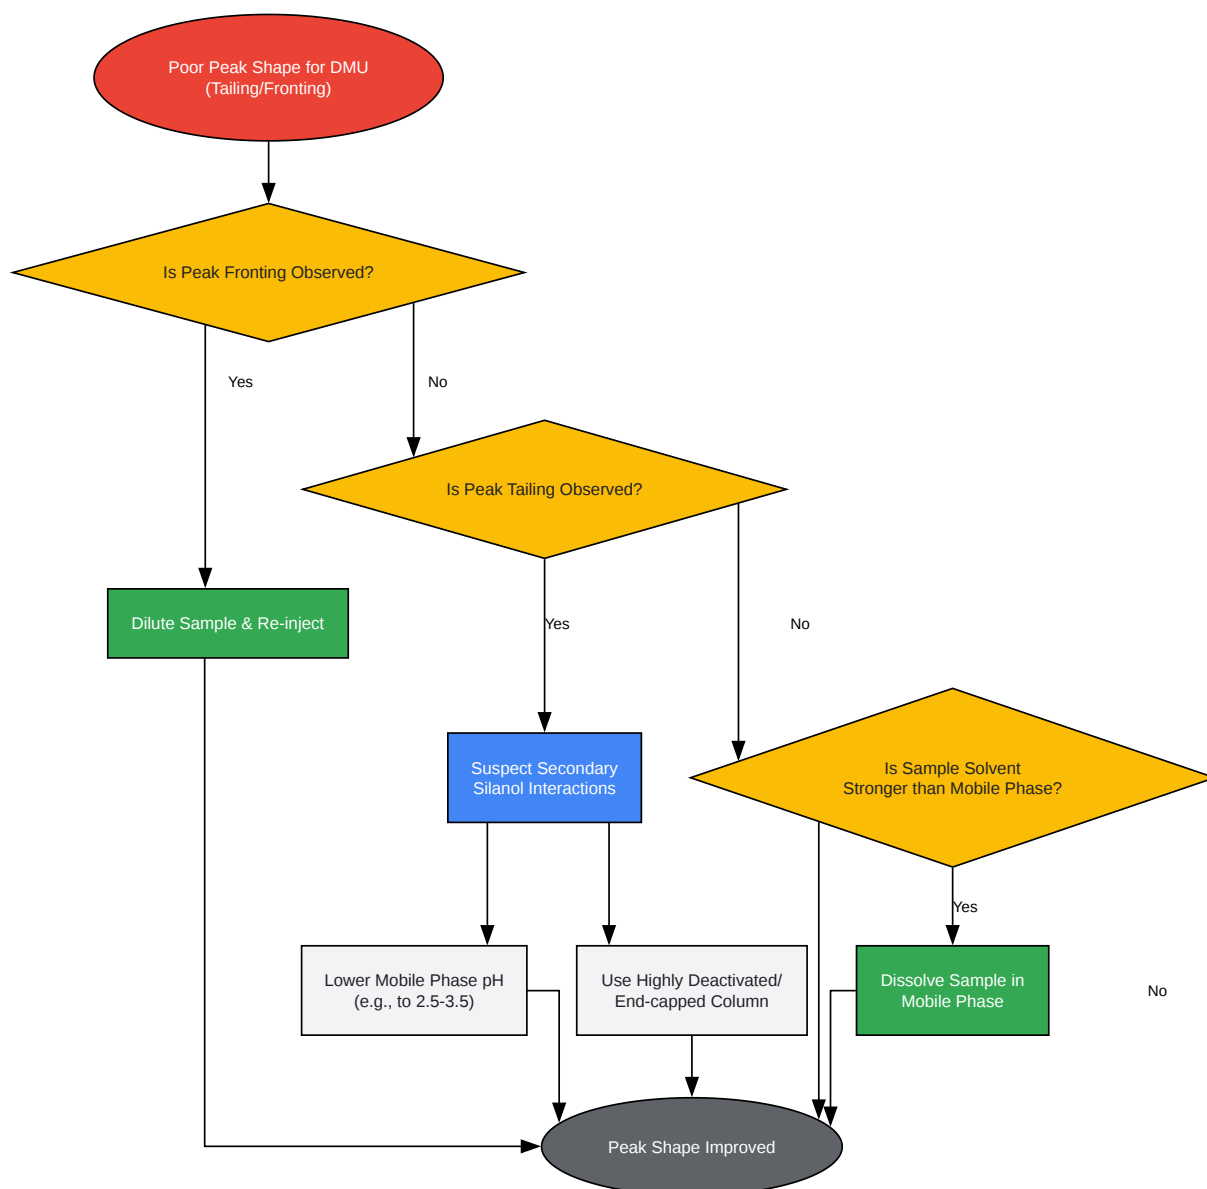 Poor Peak Shape for DMU
(Tailing/Fronting)
Is Peak Fronting Observed?
Yes
No
Is Peak Tailing Observed?
Dilute Sample & Re-inject
Yes
No
Suspect Secondary
Silanol Interactions
Is Sample Solvent
Stronger than Mobile Phase?
Yes
Lower Mobile Phase pH
(e.g., to 2.5-3.5)
Use Highly Deactivated/
End-capped Column
Dissolve Sample in
Mobile Phase
No
Peak Shape Improved